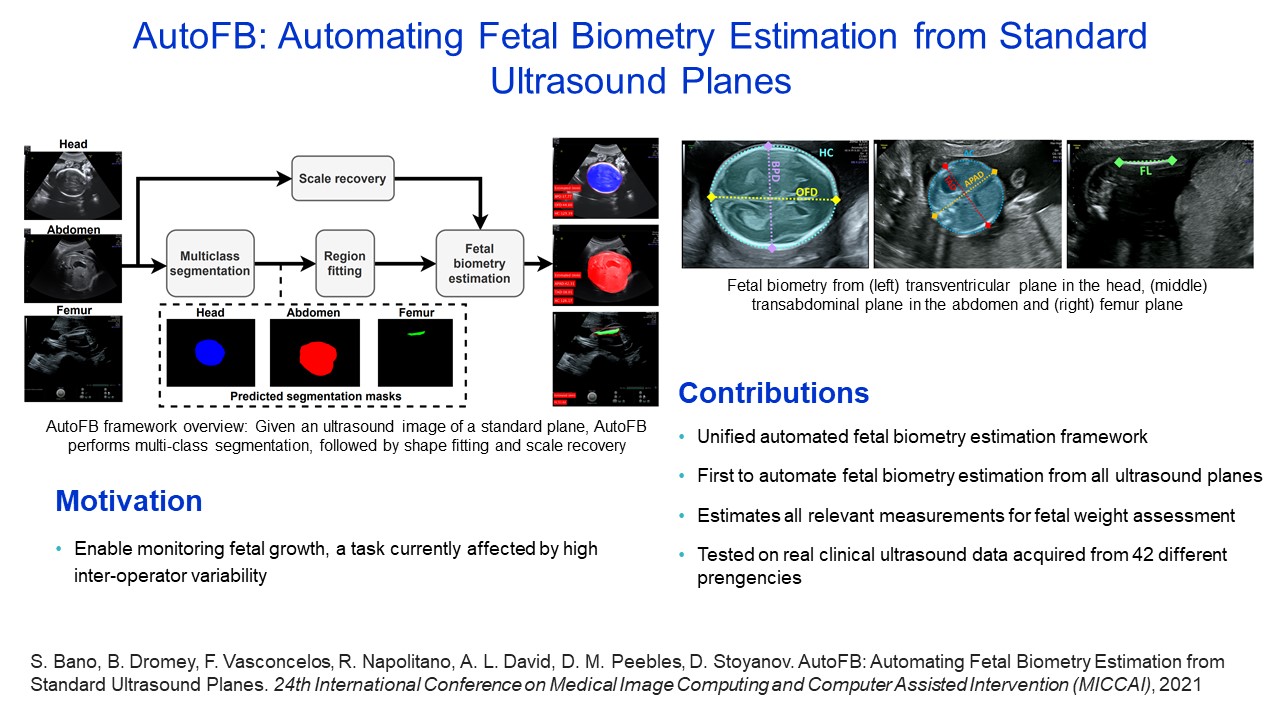 AutoFB: Automating Fetal Biometry Estimation from Standard
Ultrasound Planes
Head
Abdomen
Femur
Scale recovery
Multiclass
segmentation
Region
fitting
Fetal
biometry
estimation
Head
Abdomen
Femur
Predicted segmentation masks
AutoFB framework overview: Given an ultrasound image of a standard plane, AutoFB
performs multi-class segmentation, followed by shape fitting and scale recovery
HC
BPD
OFD
APAD
FL
Fetal biometry from (left) transventricular plane in the head, (middle)
transabdominal plane in the abdomen and (right) femur plane
Motivation
• Enable monitoring fetal growth, a task currently affected by high
inter-operator variability
Contributions
• Unified automated fetal biometry estimation framework
• First to automate fetal biometry estimation from all ultrasound planes
• Estimates all relevant measurements for fetal weight assessment
• Tested on real clinical ultrasound data acquired from 42 different
prengencies
S. Bano, B. Dromey, F. Vasconcelos, R. Napolitano, A. L. David, D. M. Peebles, D. Stoyanov. AutoFB: Automating Fetal Biometry Estimation from
Standard Ultrasound Planes. 24th International Conference on Medical Image Computing and Computer Assisted Intervention (MICCAI), 2021